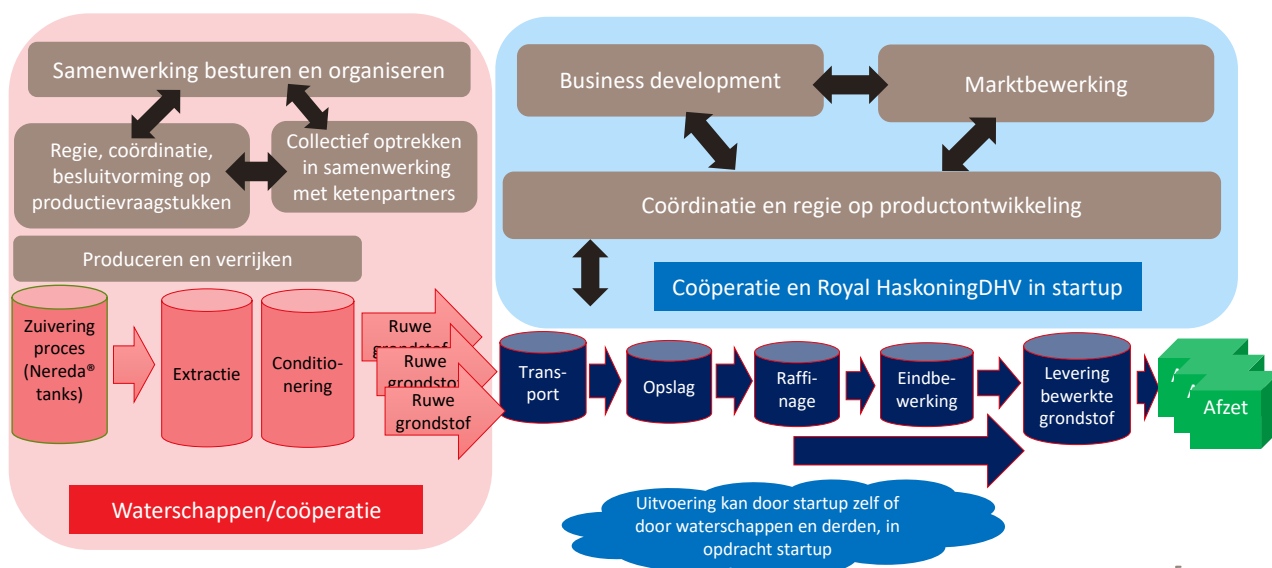 Samenwerking besturen en organiseren
Regie, coördinatie,
besluitvorming op
productievraagstukken
Collectief optrekken
in samenwerking
met ketenpartners
Produceren en verrijken
Zuivering
proces
(Nereda®
tanks)
Extractie
Conditio-
nering
Ruwe
grondstof
Ruwe
grondstof
Ruwe
grondstof
Waterschappen/coöperatie
Business development
Marktbewerking
Coördinatie en regie op productontwikkeling
Coöperatie en Royal HaskoningDHV in startup
Trans-
port
Opslag
Raffi-
nage
Eindbe-
werking
Levering
bewerkte
grondstof
A
Afzet
Uitvoering kan door startup zelf of
door waterschappen en derden, in
opdracht startup